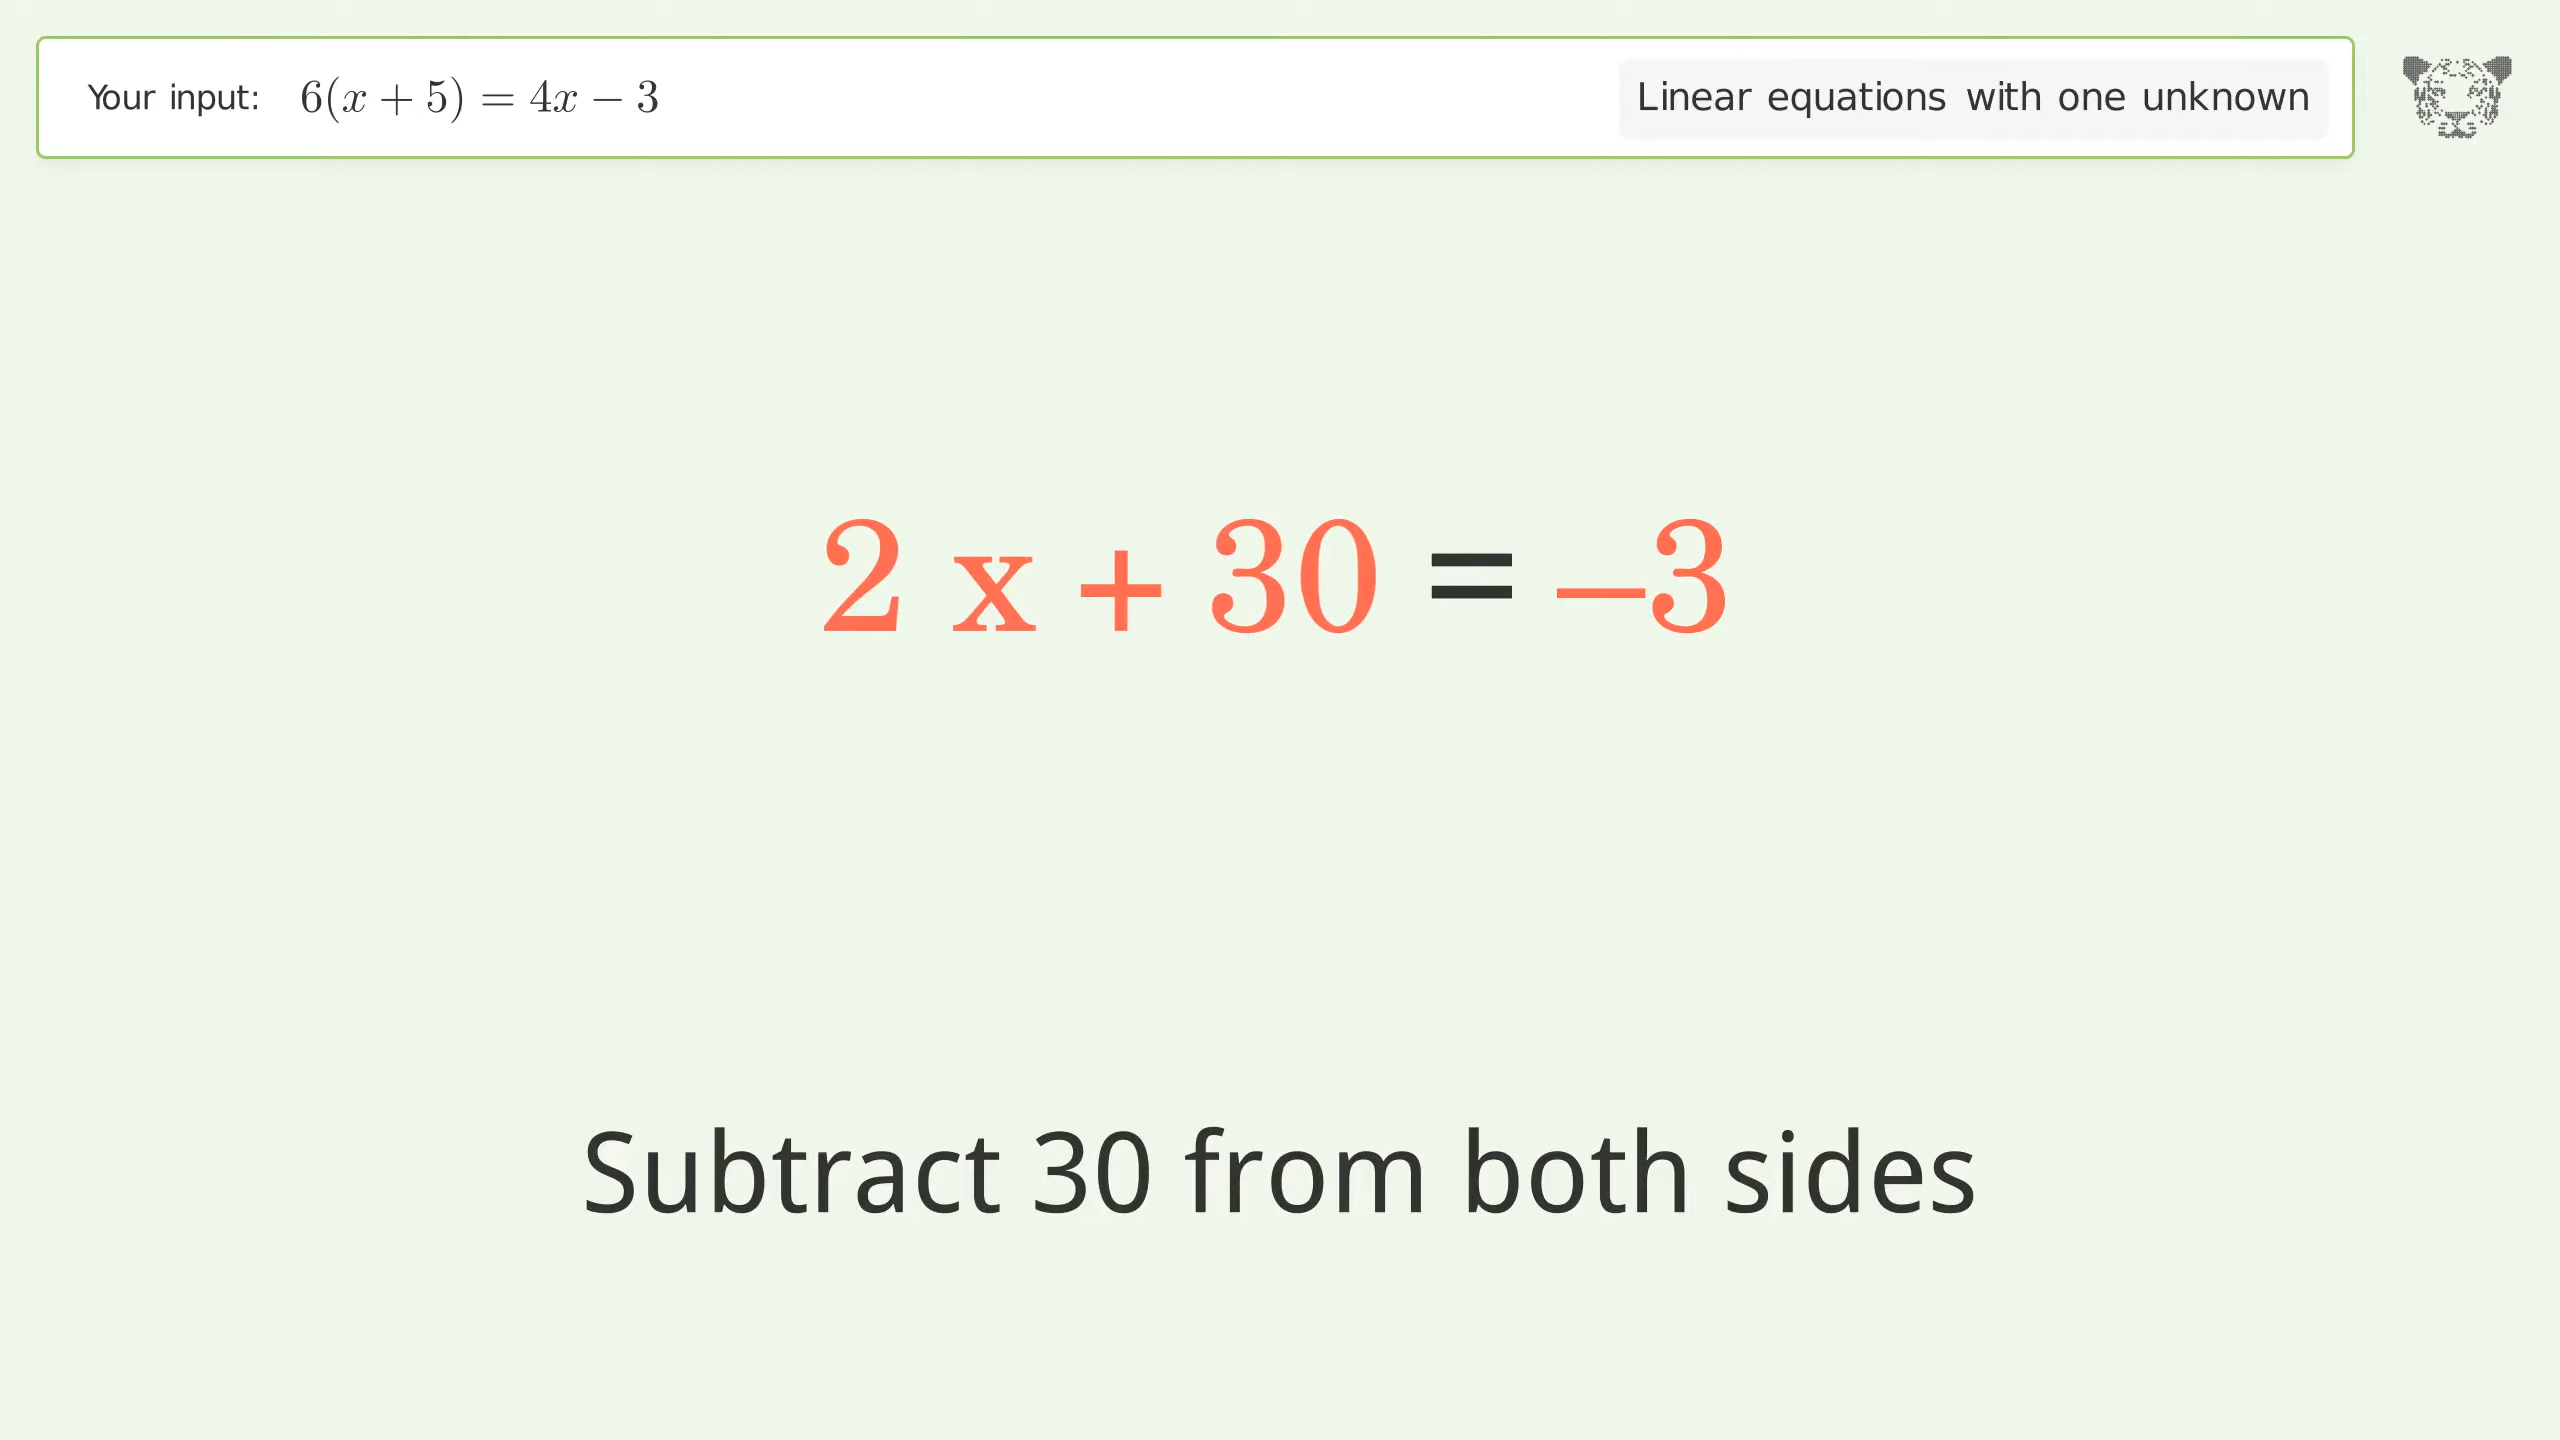 Your input: 6(x + 5) = 4x − 3
Linear equations with one unknown
2 x + 30 = −3
Subtract 30 from both sides